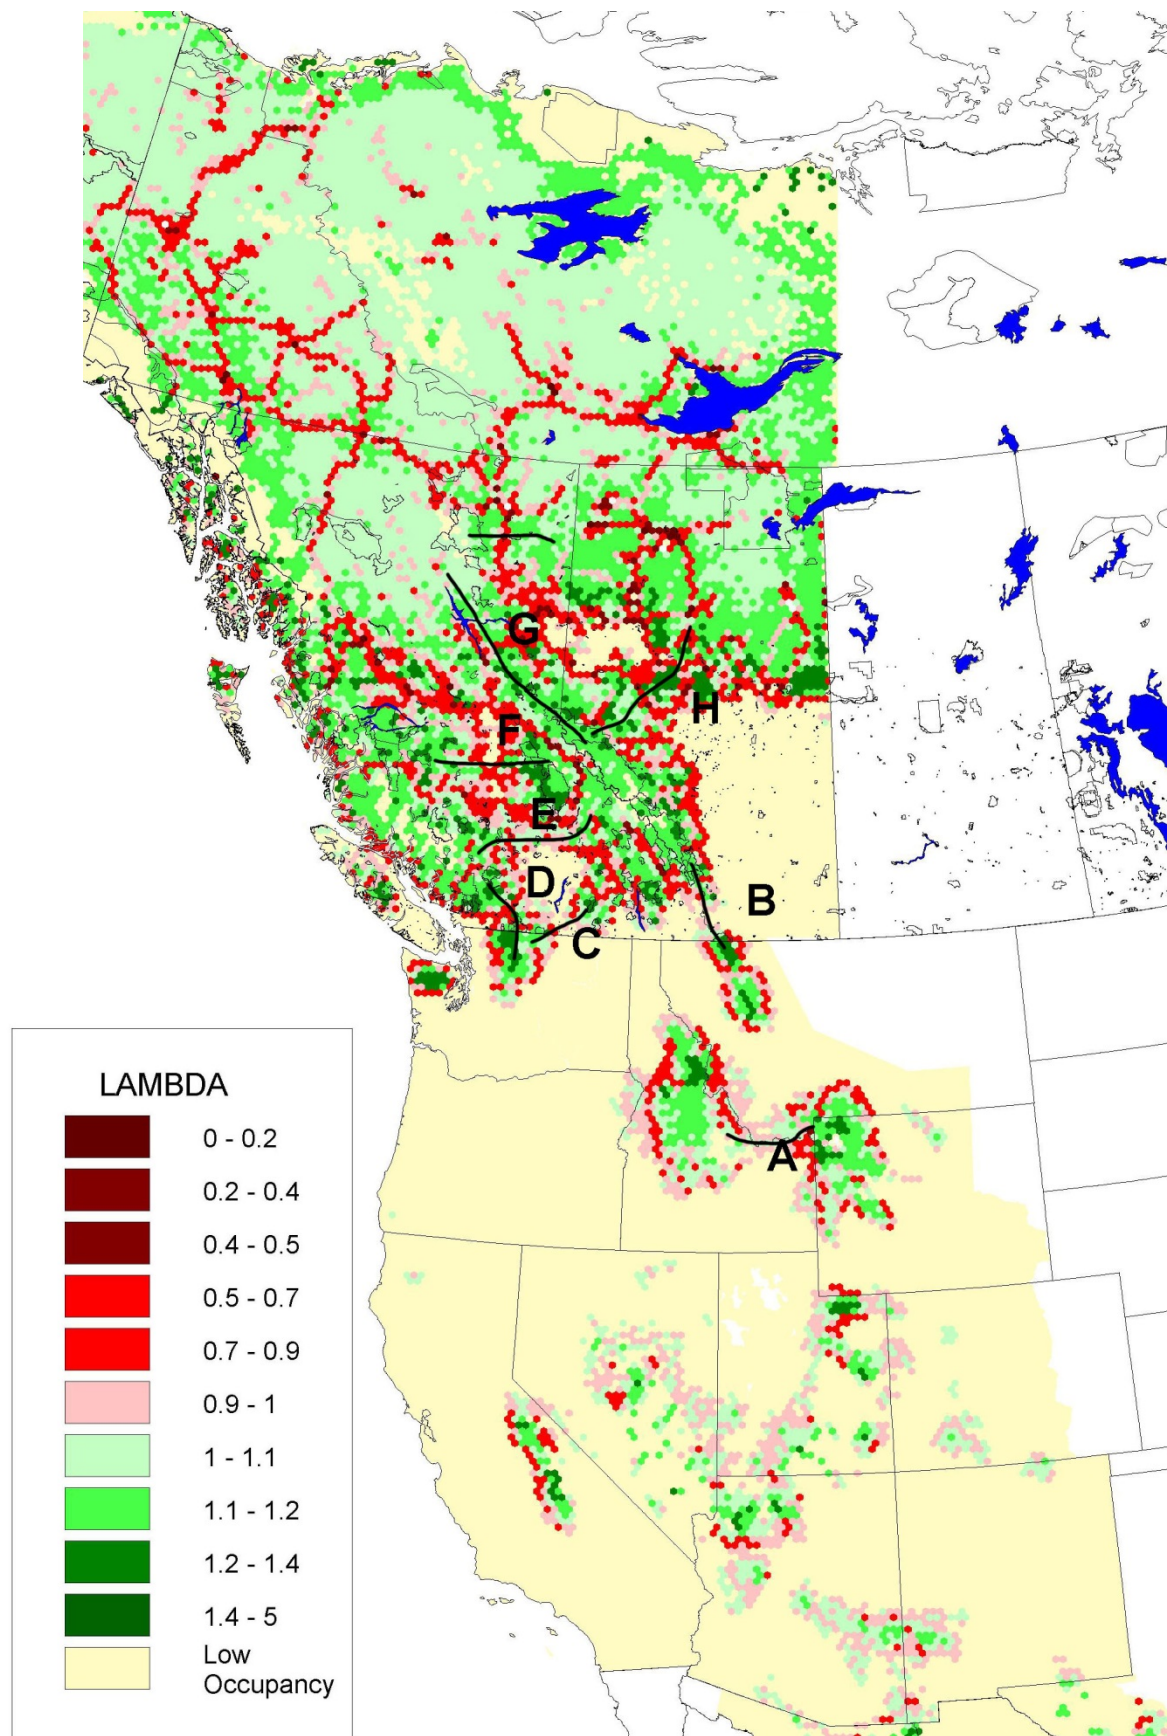 G
H
F
E
D
B
C
A
LAMBDA
0 - 0.2
0.2 - 0.4
0.4 - 0.5
0.5 - 0.7
0.7 - 0.9
0.9 - 1
1 - 1.1
1.1 - 1.2
1.2 - 1.4
1.4 - 5
Low
Occupancy